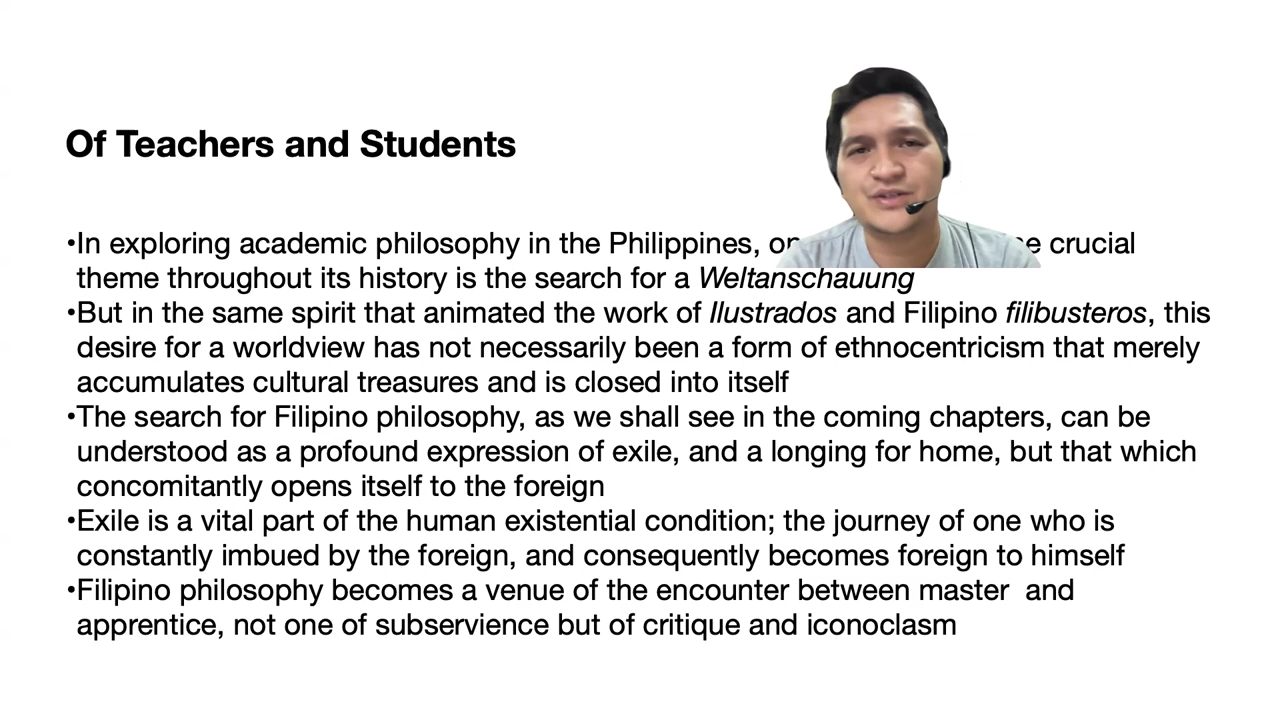 Of Teachers and Students
•In exploring academic philosophy in the Philippines, crucial
theme throughout its history is the search for a Weltanschauung
•But in the same spirit that animated the work of Ilustrados and Filipino filibusteros, this
desire for a worldview has not necessarily been a form of ethnocentricism that merely
accumulates cultural treasures and is closed into itself
•The search for Filipino philosophy, as we shall see in the coming chapters, can be
understood as a profound expression of exile, and a longing for home, but that which
concomitantly opens itself to the foreign
•Exile is a vital part of the human existential condition; the journey of one who is
constantly imbued by the foreign, and consequently becomes foreign to himself
•Filipino philosophy becomes a venue of the encounter between master  and
apprentice, not one of subservience but of critique and iconoclasm